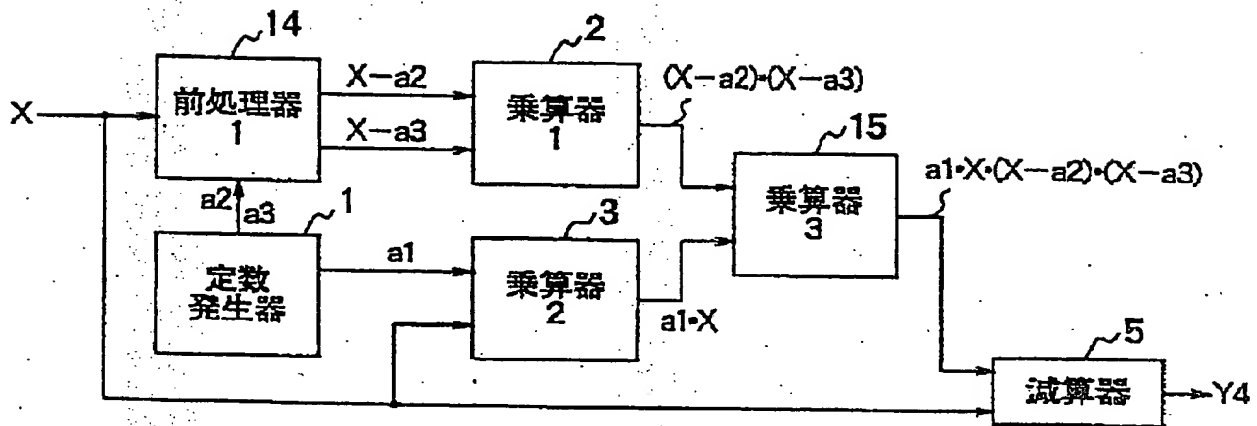 14
2
X−a2
(X−a2)•(X−a3)
X
前処理器
1
乗算器
1
X−a3
15
a1•X•(X−a2)•(X−a3)
a2
a3
1
3
乗算器
3
a1
定数
発生器
乗算器
2
a1•X
5
減算器
Y4